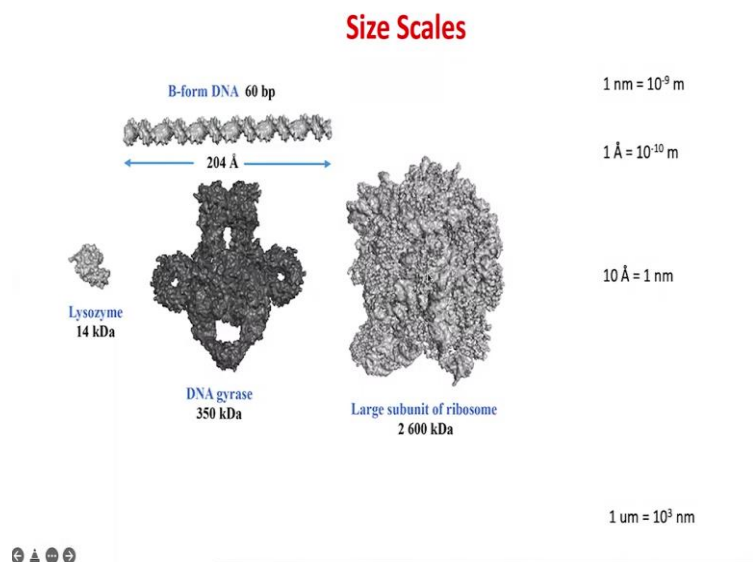 Size Scales
B-form DNA 60 bp
204 Å
Lysozyme
14 kDa
DNA gyrase
350 kDa
Large subunit of ribosome
2 600 kDa
1 nm = 10⁻⁹ m
1 Å = 10⁻¹⁰ m
10 Å = 1 nm
1 um = 10³ nm